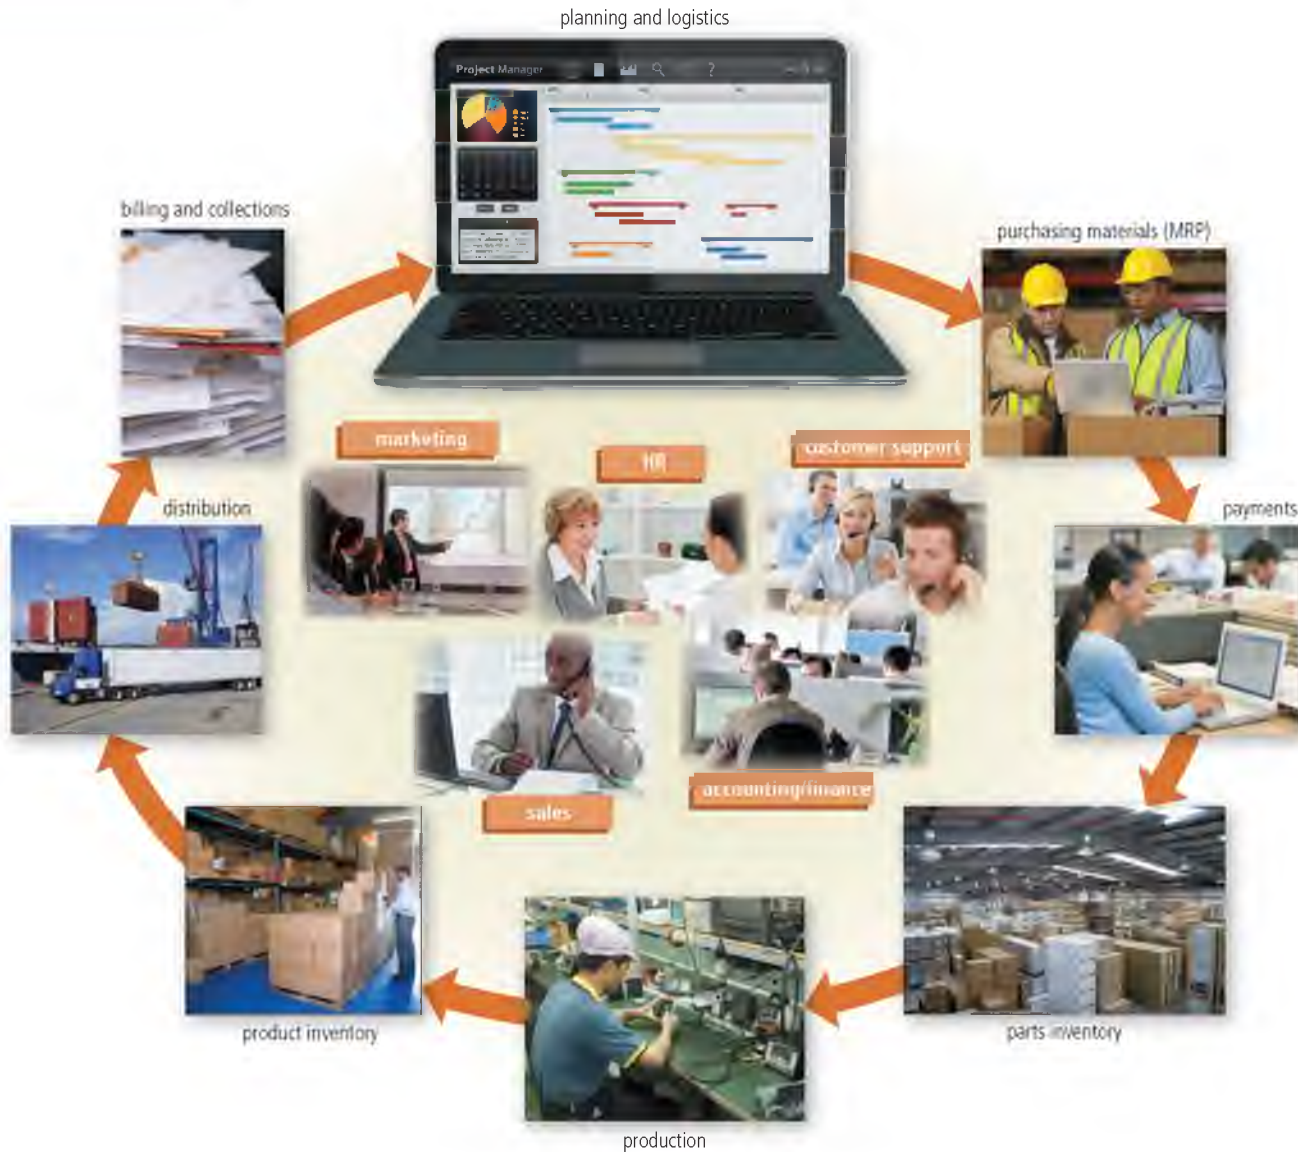 planning and logistics
Project Manager
?
billing and collections
purchasing materials (MRP)
marketing
HR
customer support
distribution
payments
sales
accounting/finance
product inventory
parts inventory
production